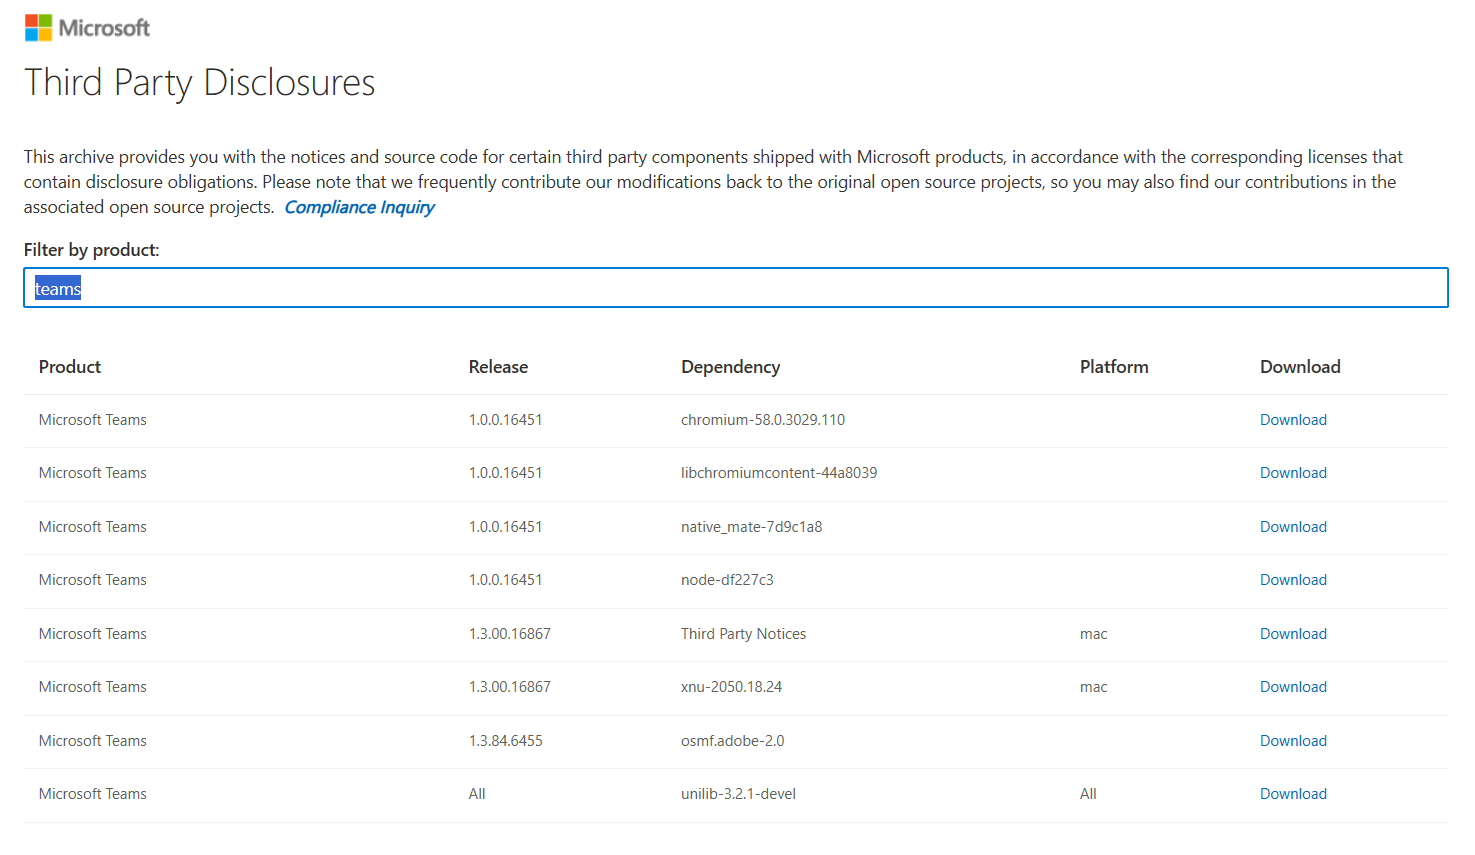 Microsoft
Third Party Disclosures
This archive provides you with the notices and source code for certain third party components shipped with Microsoft products, in accordance with the corresponding licenses that
contain disclosure obligations. Please note that we frequently contribute our modifications back to the original open source projects, so you may also find our contributions in the
associated open source projects. Compliance Inquiry
Filter by product:
teams
Product Release Dependency Platform Download
Microsoft Teams 1.0.0.16451 chromium-58.0.3029.110 Download
Microsoft Teams 1.0.0.16451 libchromiumcontent-44a8039 Download
Microsoft Teams 1.0.0.16451 native_mate-7d9c1a8 Download
Microsoft Teams 1.0.0.16451 node-df227c3 Download
Microsoft Teams 1.3.00.16867 Third Party Notices mac Download
Microsoft Teams 1.3.00.16867 xnu-2050.18.24 mac Download
Microsoft Teams 1.3.84.6455 osmf.adobe-2.0 Download
Microsoft Teams All unilib-3.2.1-devel All Download